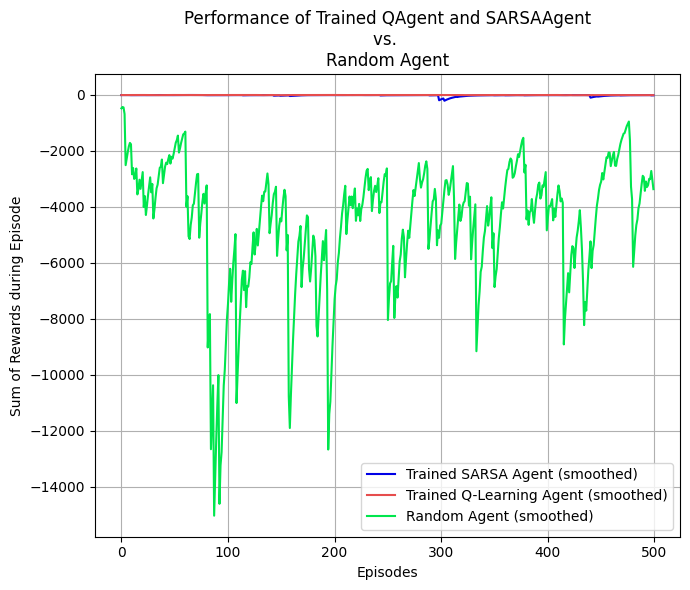 Performance of Trained QAgent and SARSAAgent
vs.
Random Agent
Sum of Rewards during Episode
0
−2000
−4000
−6000
−8000
−10000
−12000
−14000
Trained SARSA Agent (smoothed)
Trained Q-Learning Agent (smoothed)
Random Agent (smoothed)
0 100 200 300 400 500
Episodes